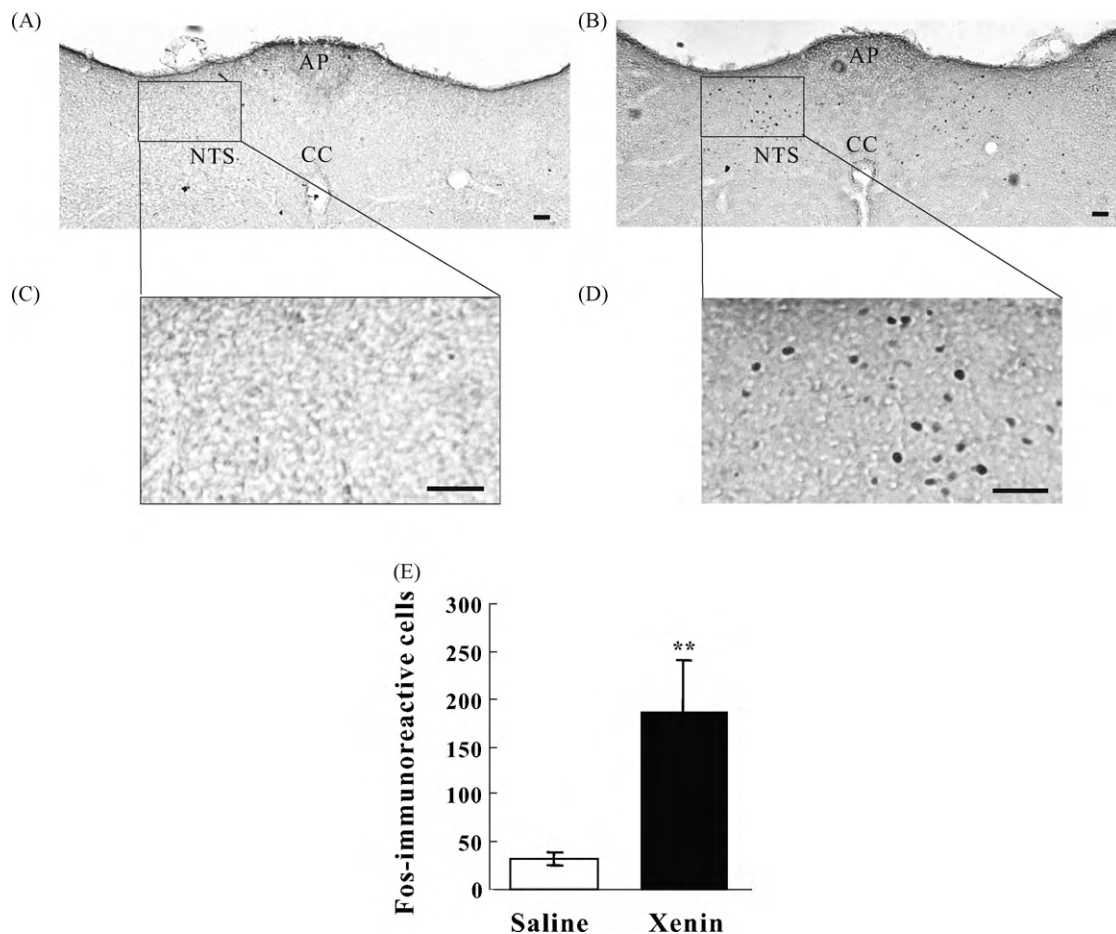 (A)
(B)
AP
NTS
CC
AP
NTS
CC
(C)
(D)
(E)
Fos-immunoreactive cells
300
250
200
150
100
50
0
**
Saline
Xenin